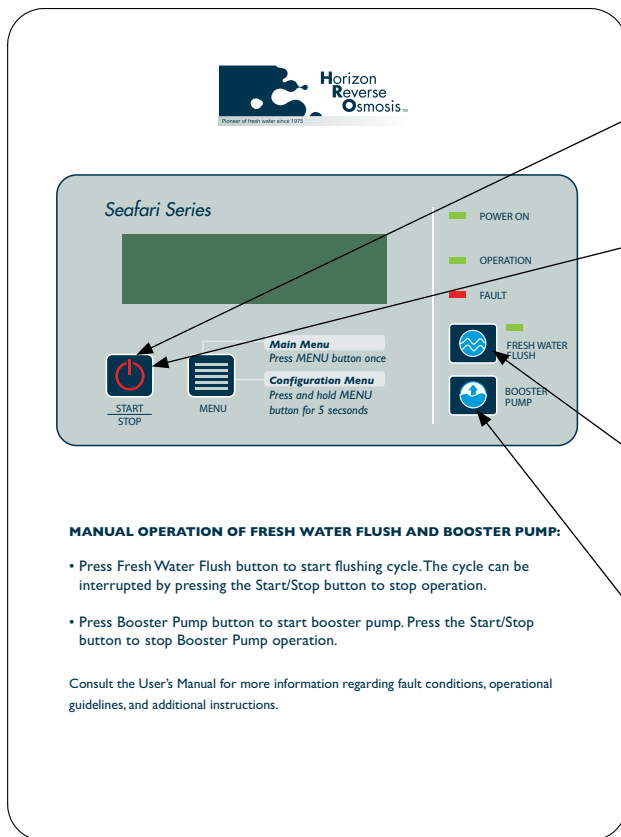 Horizon
Reverse
Osmosis™
Pioneer of fresh water since 1975
Seafari Series
POWER ON
OPERATION
FAULT
FRESH WATER
FLUSH
BOOSTER
PUMP
Main Menu
Press MENU button once
Configuration Menu
Press and hold MENU
button for 5 secsonds
START
STOP
MENU
MANUAL OPERATION OF FRESH WATER FLUSH AND BOOSTER PUMP:
• Press Fresh Water Flush button to start flushing cycle. The cycle can be
interrupted by pressing the Start/Stop button to stop operation.
• Press Booster Pump button to start booster pump. Press the Start/Stop
button to stop Booster Pump operation.
Consult the User's Manual for more information regarding fault conditions, operational
guidelines, and additional instructions.